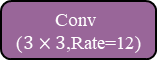 Conv
(3 × 3,Rate=12)